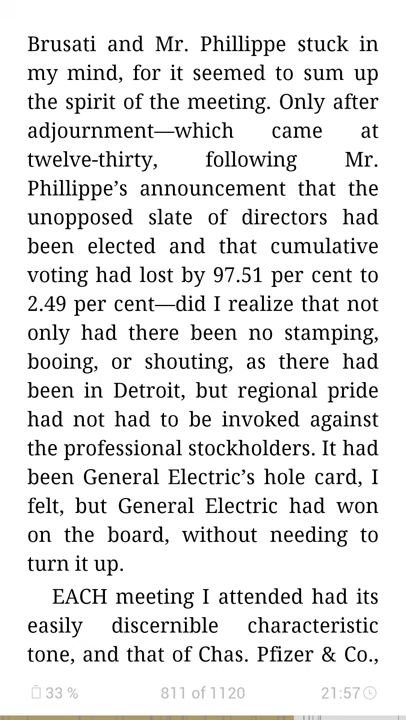 Brusati and Mr. Phillippe stuck in
my mind, for it seemed to sum up
the spirit of the meeting. Only after
adjournment—which came at
twelve-thirty, following Mr.
Phillippe’s announcement that the
unopposed slate of directors had
been elected and that cumulative
voting had lost by 97.51 per cent to
2.49 per cent—did I realize that not
only had there been no stamping,
booing, or shouting, as there had
been in Detroit, but regional pride
had not had to be invoked against
the professional stockholders. It had
been General Electric’s hole card, I
felt, but General Electric had won
on the board, without needing to
turn it up.
EACH meeting I attended had its
easily discernible characteristic
tone, and that of Chas. Pfizer & Co.,
33 % 811 of 1120 21:57